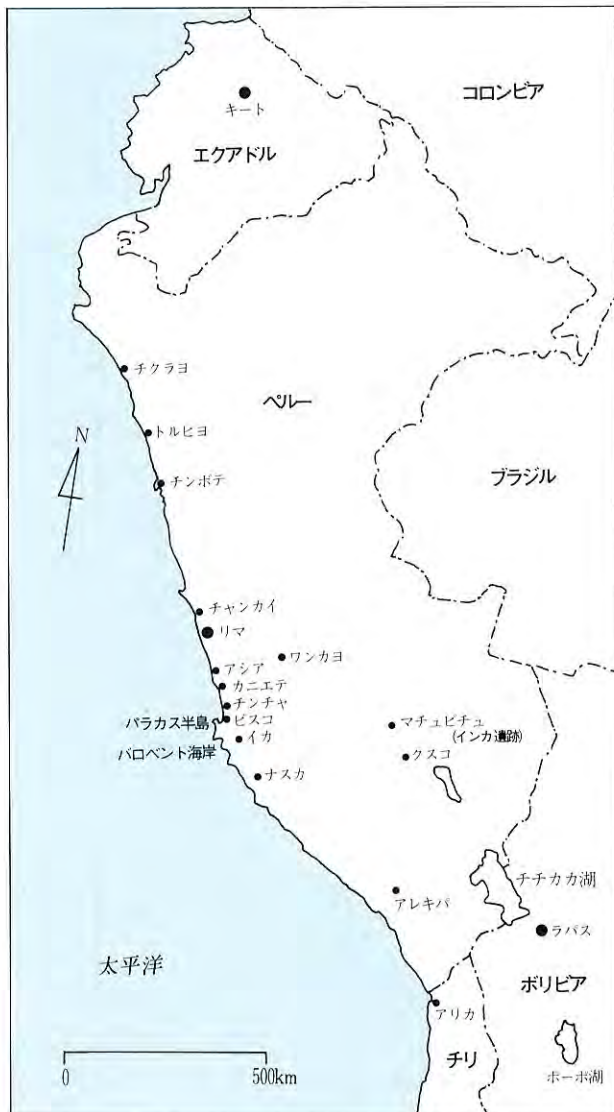 コロンビア
キート
エクアドル
チクラヨ
ペルー
トルヒヨ
N
チンボテ
ブラジル
チャンカイ
リマ
ワンカヨ
アシア
カニエテ
チンチャ
パラカス半島
ピスコ
マチュピチュ
(インカ遺跡)
イカ
バロベント海岸
クスコ
ナスカ
チチカカ湖
アレキパ
ラパス
太平洋
ボリビア
アリカ
チリ
ポーポ湖
0
500km